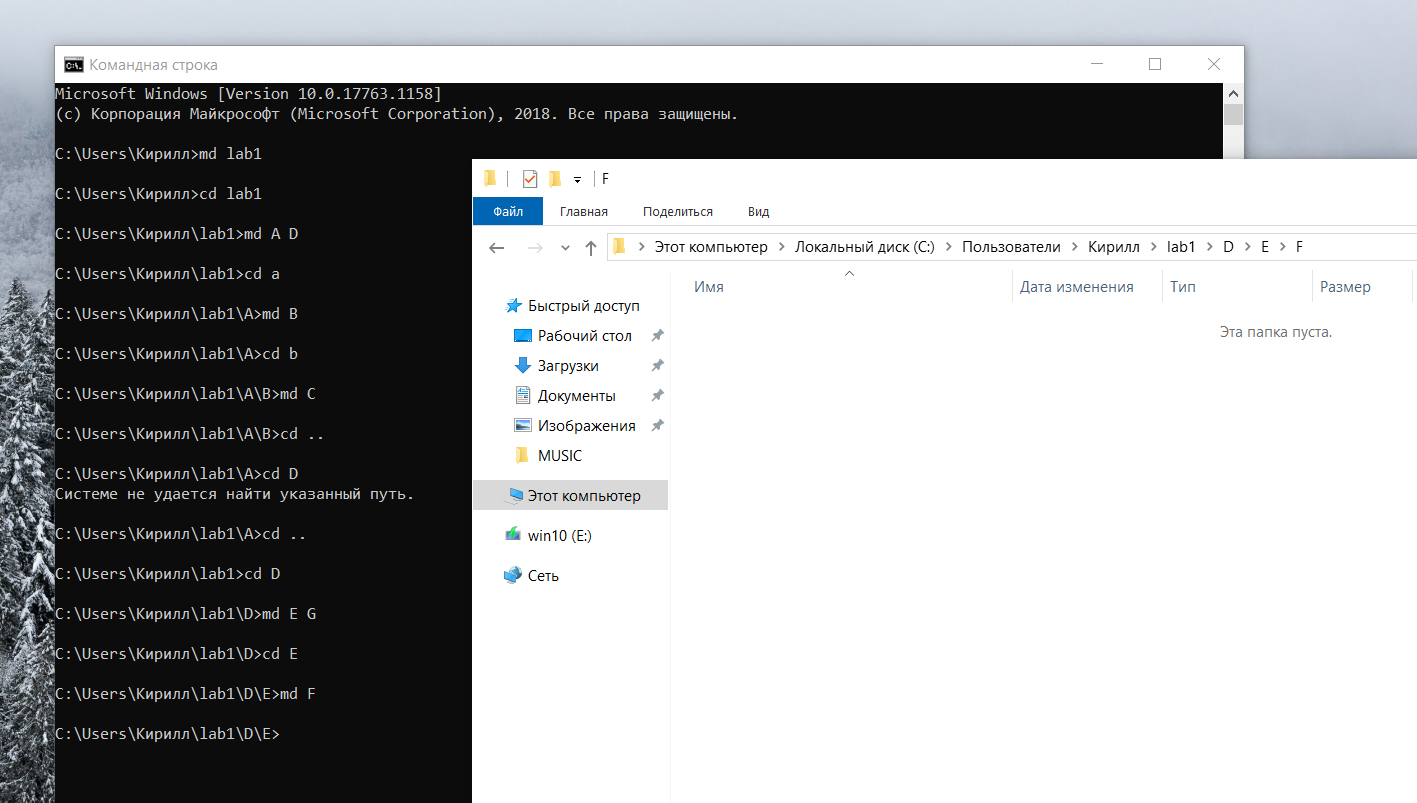 Командная строка
Microsoft Windows [Version 10.0.17763.1158]
(c) Корпорация Майкрософт (Microsoft Corporation), 2018. Все права защищены.
C:\Users\Кирилл>md lab1
C:\Users\Кирилл>cd lab1
C:\Users\Кирилл\lab1>md A D
C:\Users\Кирилл\lab1>cd a
C:\Users\Кирилл\lab1\A>md B
C:\Users\Кирилл\lab1\A>cd b
C:\Users\Кирилл\lab1\A\B>md C
C:\Users\Кирилл\lab1\A\B>cd ..
C:\Users\Кирилл\lab1\A>cd D
Системе не удается найти указанный путь.
C:\Users\Кирилл\lab1\A>cd ..
C:\Users\Кирилл\lab1>cd D
C:\Users\Кирилл\lab1\D>md E G
C:\Users\Кирилл\lab1\D>cd E
C:\Users\Кирилл\lab1\D\E>md F
C:\Users\Кирилл\lab1\D\E>
F
Файл Главная Поделиться Вид
Этот компьютер > Локальный диск (C:) > Пользователи > Кирилл > lab1 > D > E > F
Имя Дата изменения Тип Размер
Эта папка пуста.
Быстрый доступ
Рабочий стол
Загрузки
Документы
Изображения
MUSIC
Этот компьютер
win10 (E:)
Сеть